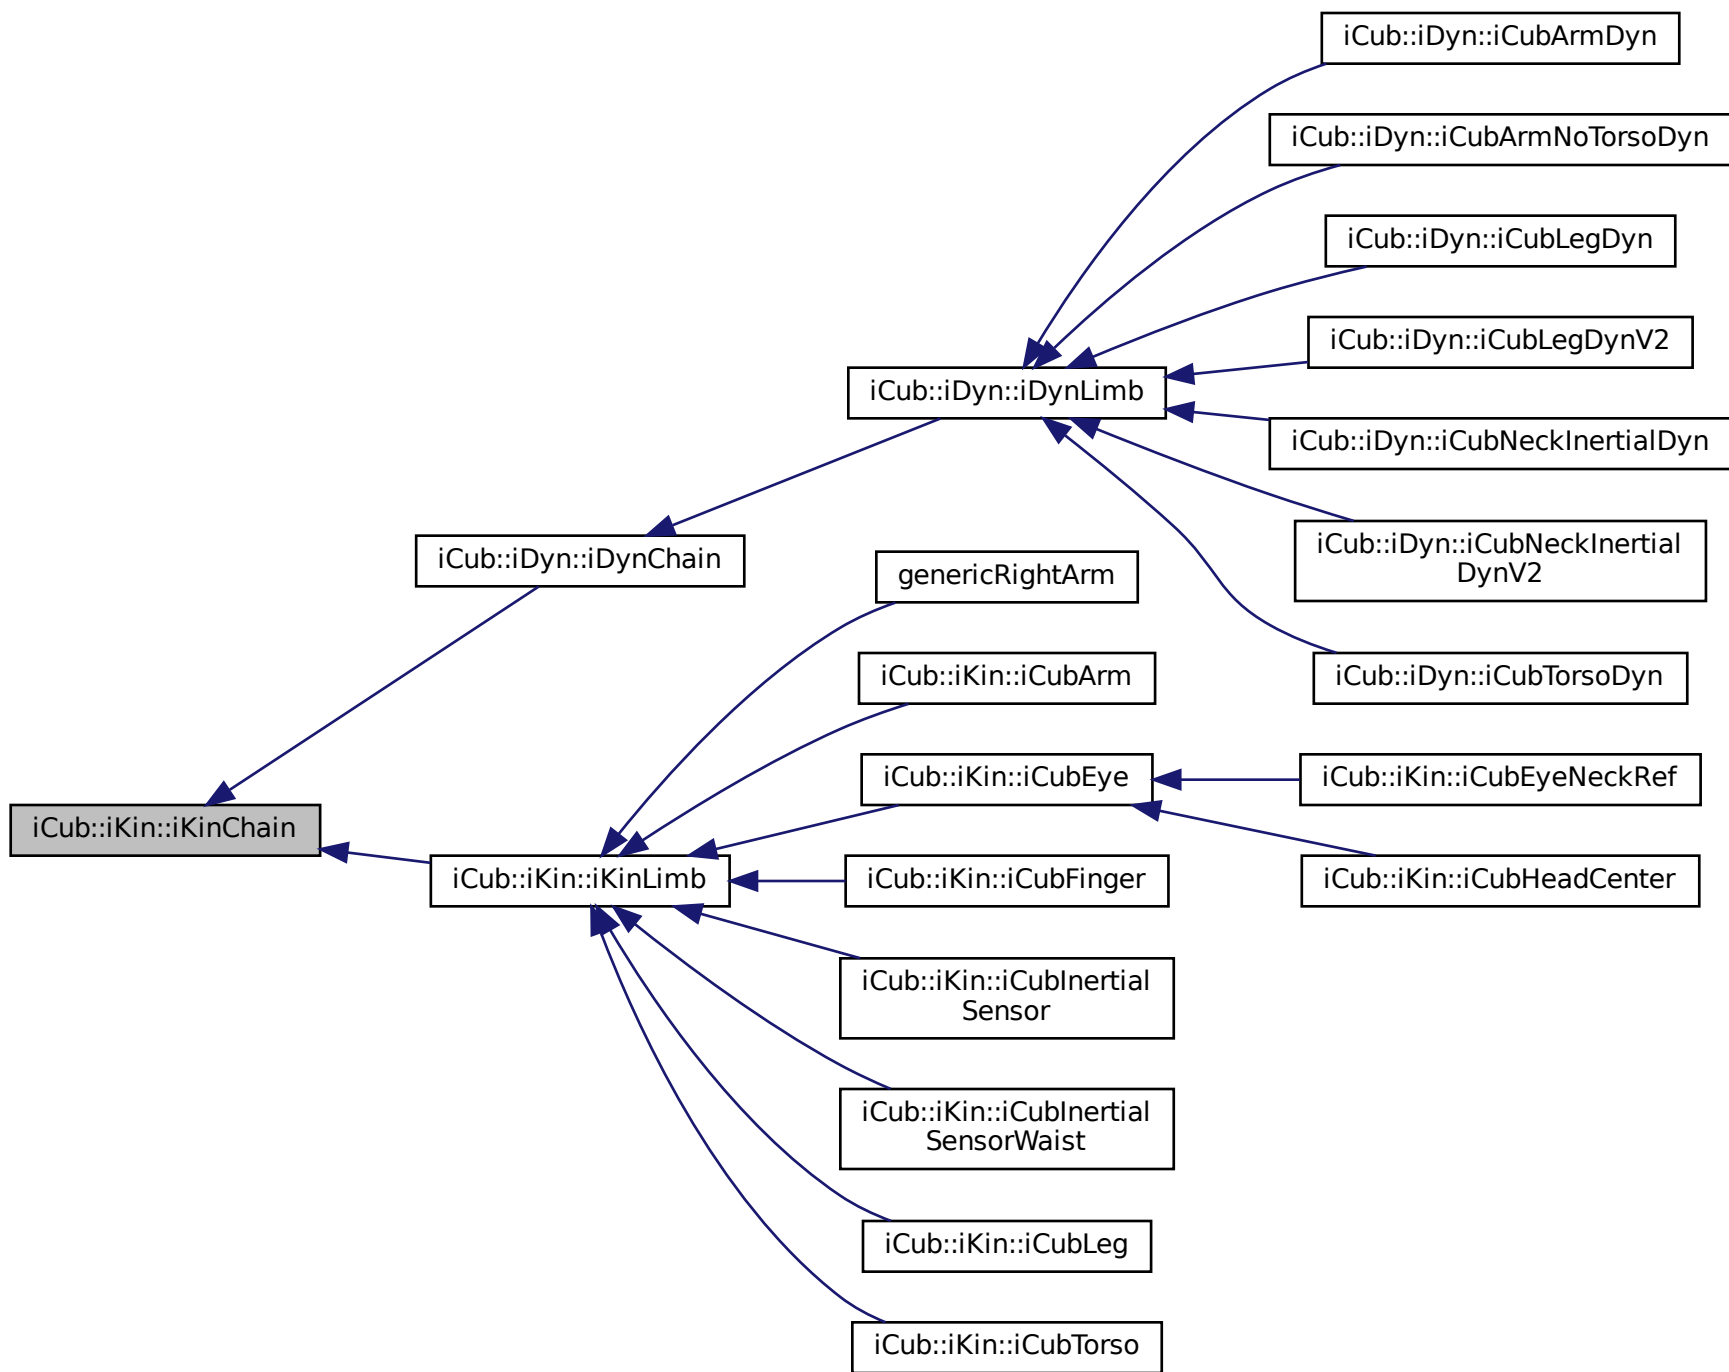 iCub::iDyn::iCubArmDyn
iCub::iDyn::iCubArmNoTorsoDyn
iCub::iDyn::iCubLegDyn
iCub::iDyn::iCubLegDynV2
iCub::iDyn::iDynLimb
iCub::iDyn::iCubNeckInertialDyn
iCub::iDyn::iCubNeckInertial
DynV2
iCub::iDyn::iDynChain
genericRightArm
iCub::iKin::iCubArm
iCub::iDyn::iCubTorsoDyn
iCub::iKin::iCubEye
iCub::iKin::iCubEyeNeckRef
iCub::iKin::iKinChain
iCub::iKin::iKinLimb
iCub::iKin::iCubFinger
iCub::iKin::iCubHeadCenter
iCub::iKin::iCubInertial
Sensor
iCub::iKin::iCubInertial
SensorWaist
iCub::iKin::iCubLeg
iCub::iKin::iCubTorso